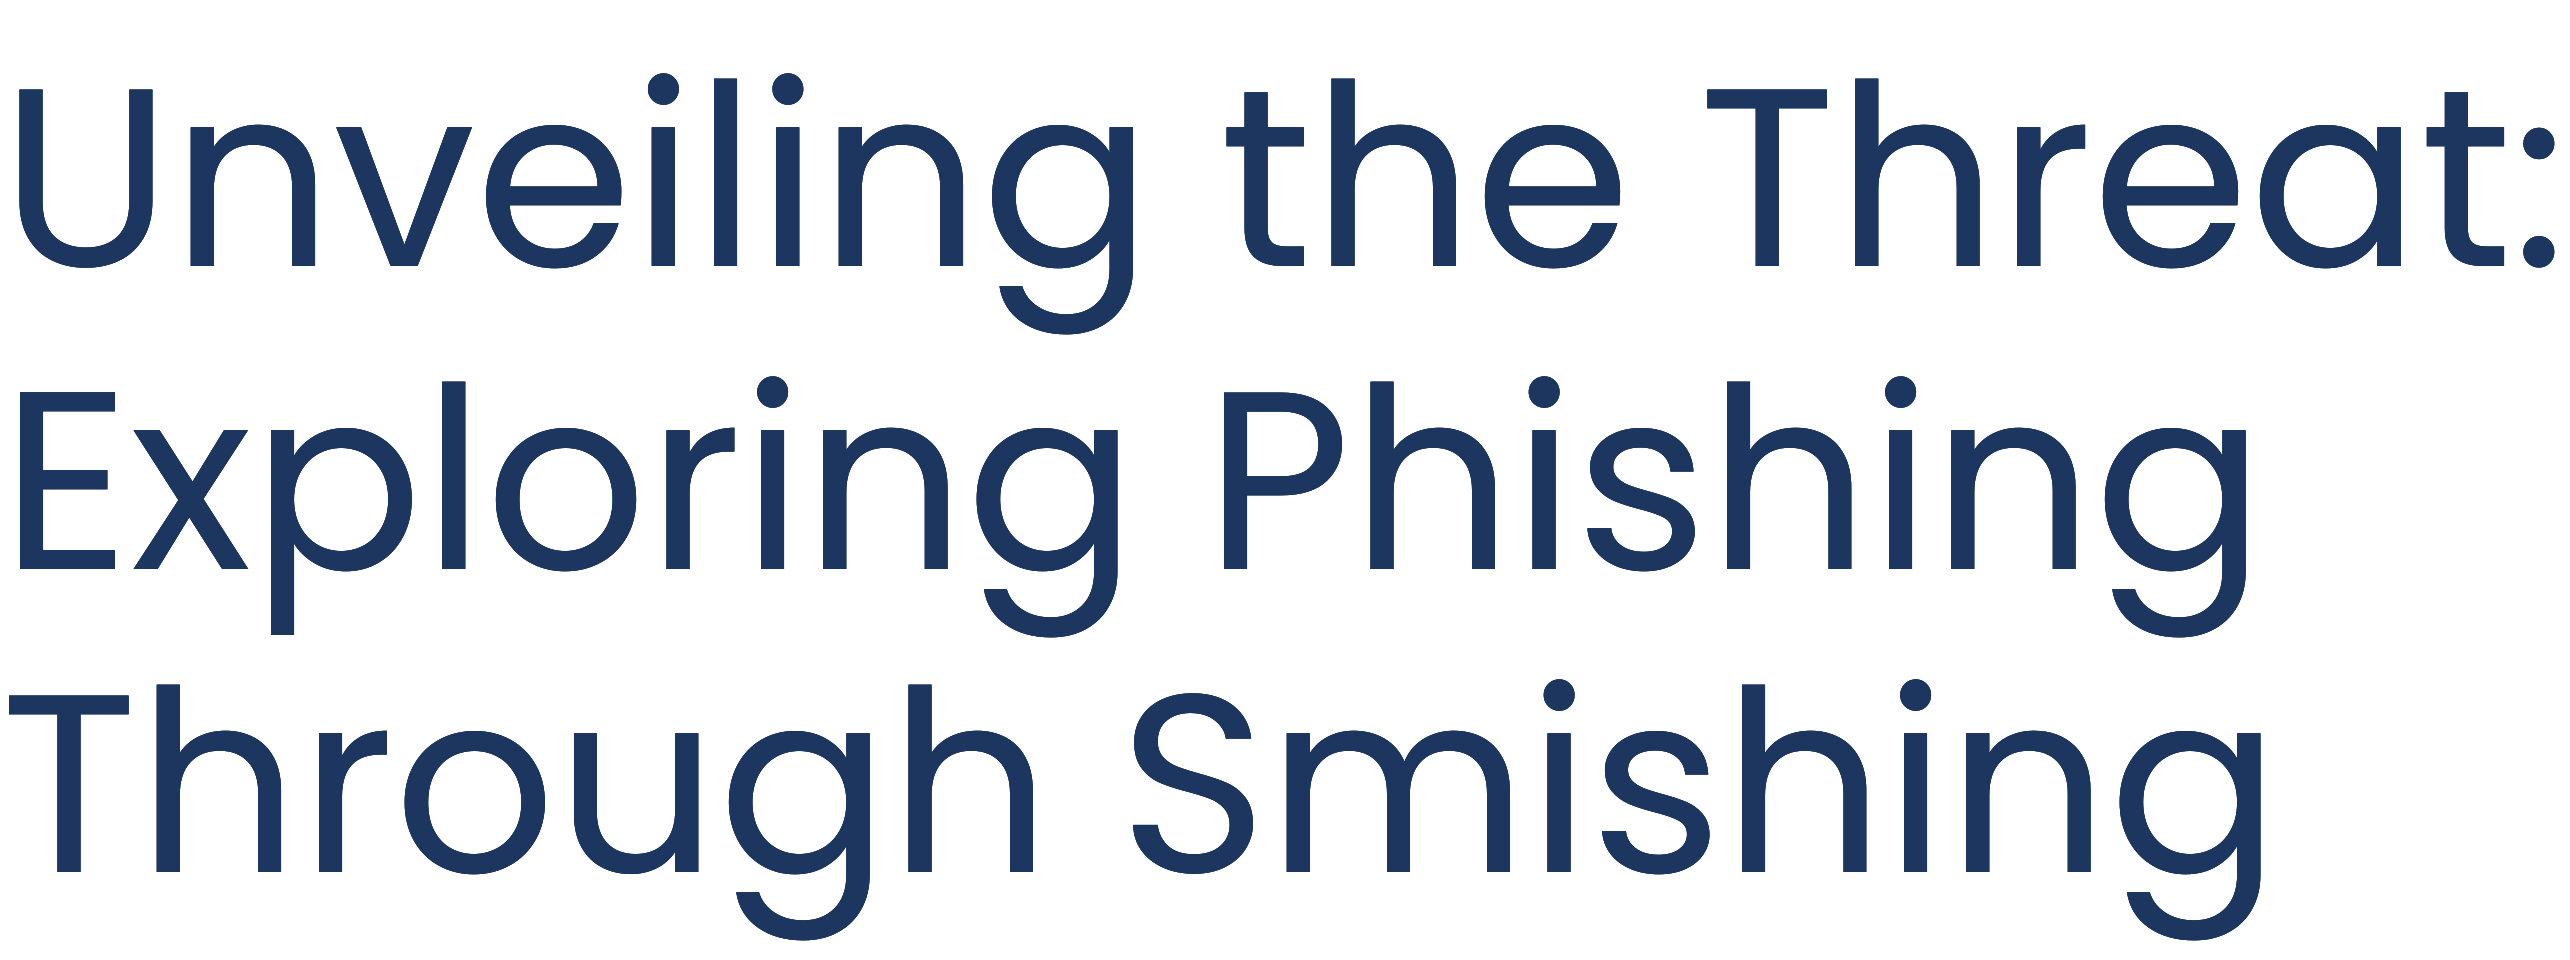 Unveiling the Threat:
Exploring Phishing
Through Smishing